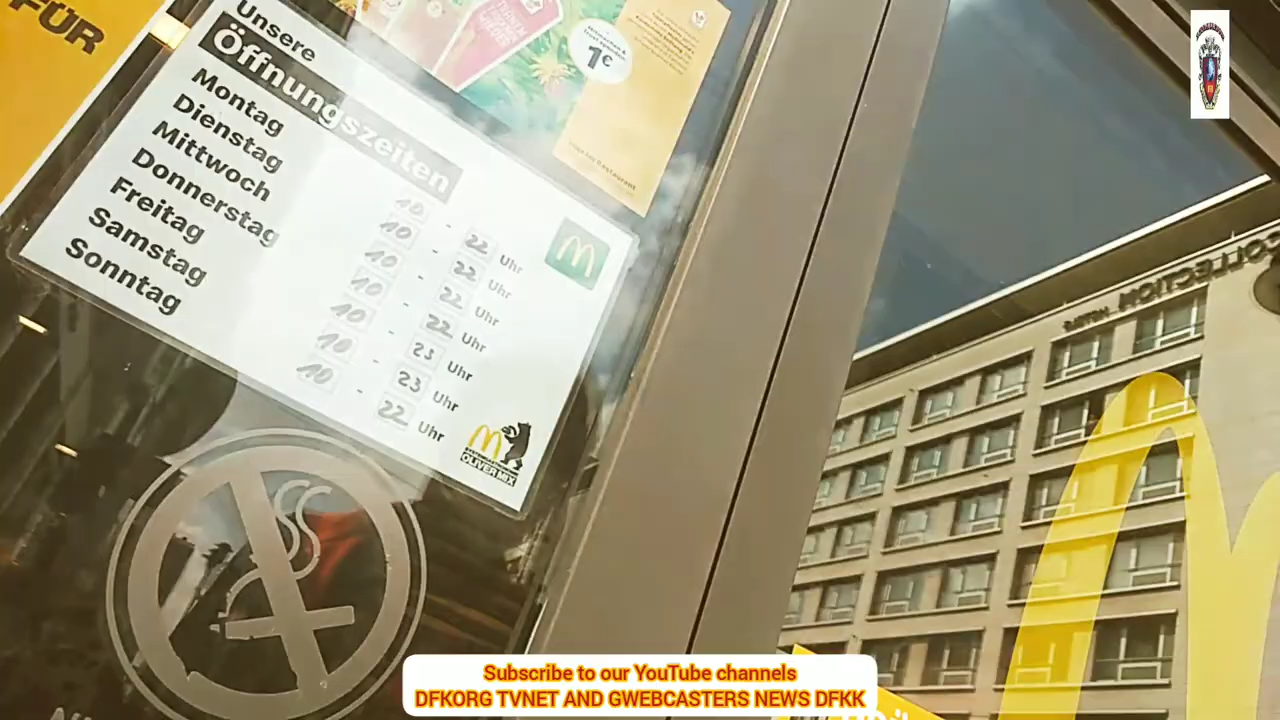 FÜR
Unsere
Öffnungszeiten
Montag 10 - 22 Uhr
Dienstag 10 - 22 Uhr
Mittwoch 10 - 22 Uhr
Donnerstag 10 - 22 Uhr
Freitag 10 - 23 Uhr
Samstag 10 - 23 Uhr
Sonntag 10 - 22 Uhr
OLIVER MIX
1€
COLLECTION
Subscribe to our YouTube channels
DFKORG TVNET AND GWEBCASTERS NEWS DFKK